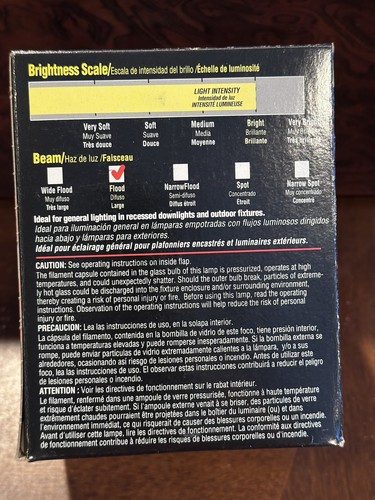 Brightness Scale/Escala de intensidad del brillo /Échelle de luminosité
LIGHT INTENSITY
Intensidad de luz
INTENSITÉ LUMINEUSE
Very Soft Soft Medium Bright Very Bright
Muy Suave Suave Media Brillante Muy Brillante
Très douce Douce Moyenne Brillante Très Brillante
Beam/Haz de luz /Faisceau
Wide Flood Flood NarrowFlood Spot Narrow Spot
Muy difuso Difuso Semi-difuso Concentrado Muy concentrado
Très large Large Diffus étroit Étroit Concentré
Ideal for general lighting in recessed downlights and outdoor fixtures.
Ideal para iluminación general en lámparas empotradas con flujos luminosos dirigidos
hacia abajo y lámparas para exteriores.
Idéal pour éclairage général pour plafonniers encastrés et luminaires extérieurs.
CAUTION: See operating instructions on inside flap.
The filament capsule contained in the glass bulb of this lamp is pressurized, operates at high
temperatures, and could unexpectedly shatter. Should the outer bulb break, particles of extreme-
ly hot glass could be discharged into the fixture enclosure and/or surrounding environment,
thereby creating a risk of personal injury or fire. Before using this lamp, read the operating
instructions. Observation of the operating instructions will help reduce the risk of personal
injury or fire.
PRECAUCION: Lea las instrucciones de uso, en la solapa interior.
La cápsula del filamento, contenida en la bombilla de vidrio de este foco, tiene presión interior,
funciona a temperaturas elevadas y puede romperse inesperadamente. Si la bombilla externa se
rompe, puede enviar partículas de vidrio extremadamente calientes a la lámpara, y/o a sus
alrededores, ocasionando así riesgo de lesiones personales o incendio. Antes de utilizar este
foco, lea las instrucciones de uso. El observar estas instrucciones contribuirá a reducir el peligro
de lesiones personales o incendio.
ATTENTION : Voir les directives de fonctionnement sur le rabat intérieur.
Le filament, renfermé dans une ampoule de verre pressurisée, fonctionne à haute température
et risque d'éclater subitement. Si l'ampoule externe venait à se briser, des particules de verre
extrêmement chaudes pourraient être projetées dans le boîtier du luminaire (ou) et dans
l'environnement immédiat, ce qui risquerait de causer des blessures corporelles ou un incendie.
Avant d'utiliser cette lampe, lire les directives de fonctionnement. La conformité aux directives
de fonctionnement contribue à réduire les risques de blessures corporelles ou d'incendie.